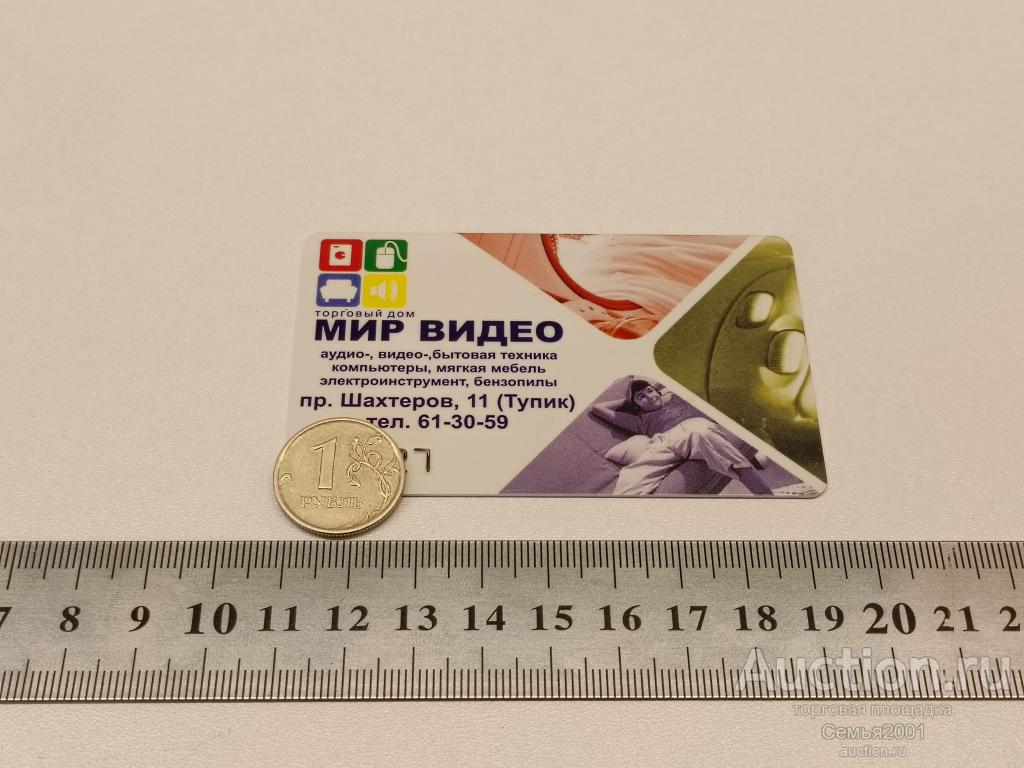 торговый дом
МИР ВИДЕО
аудио-, видео-,бытовая техника
компьютеры, мягкая мебель
электроинструмент, бензопилы
пр. Шахтеров, 11 (Тупик)
тел. 61-30-59
27
1
РУБЛЬ
7 8 9 10 11 12 13 14 15 16 17 18 19 20 21 2
Auction.ru
торговая площадка
Семья2001
auction.ru